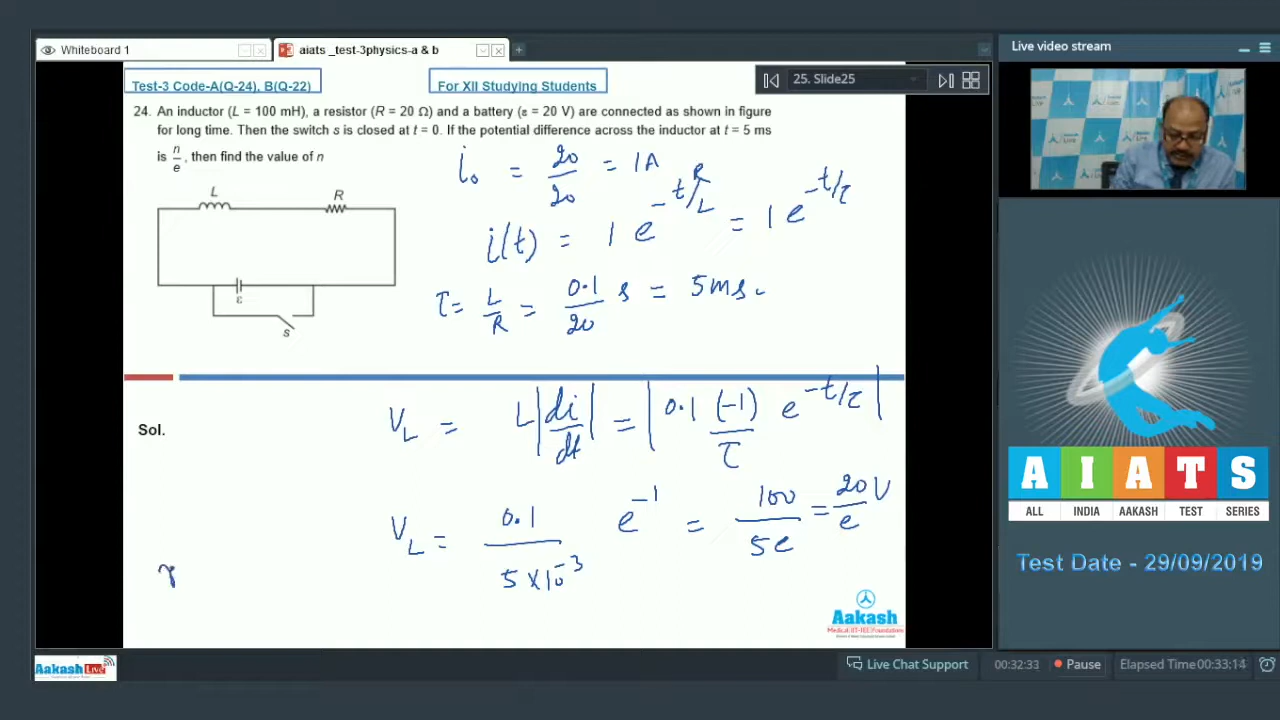 Whiteboard 1
aiats _test-3physics-a & b
Live video stream
Test-3 Code-A(Q-24), B(Q-22)
For XII Studying Students
25. Slide25
24. An inductor (L = 100 mH), a resistor (R = 20 Ω) and a battery (ε = 20 V) are connected as shown in figure
for long time. Then the switch s is closed at t = 0. If the potential difference across the inductor at t = 5 ms
is n/e, then find the value of n
i₀ = 20/20 = 1A
L
R
i(t) = 1 e^(-t R/L) = 1 e^(-t/τ)
ε
s
τ = L/R = 0.1/20 s = 5ms.
Sol.
V_L = L|di/dt| = |0.1 (-1)/τ e^(-t/τ)|
V_L = 0.1/(5×10^-3) e^-1 = 100/5e = 20/e V
A I A T S
ALL INDIA AAKASH TEST SERIES
Test Date - 29/09/2019
Aakash
Medical|IIT-JEE|Foundations
Aakash Live
Live Chat Support
00:32:33
Pause
Elapsed Time 00:33:14